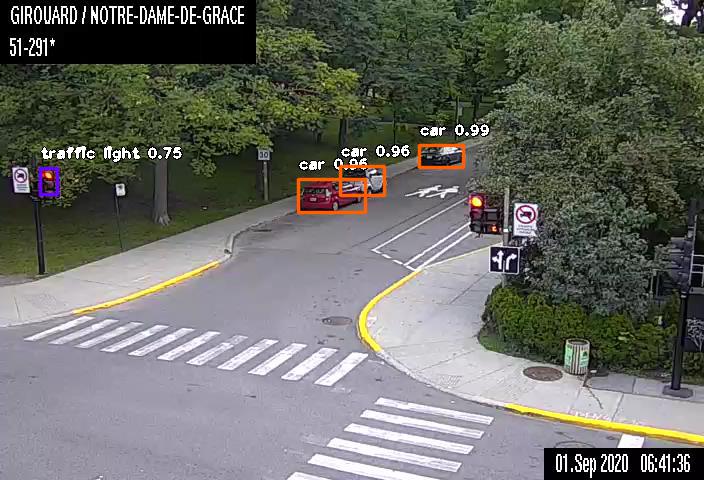 GIROUARD / NOTRE-DAME-DE-GRACE
51-291*
car 0.99
traffic light 0.75
car 0.96
car 0.96
30
01.Sep 2020 06:41:36